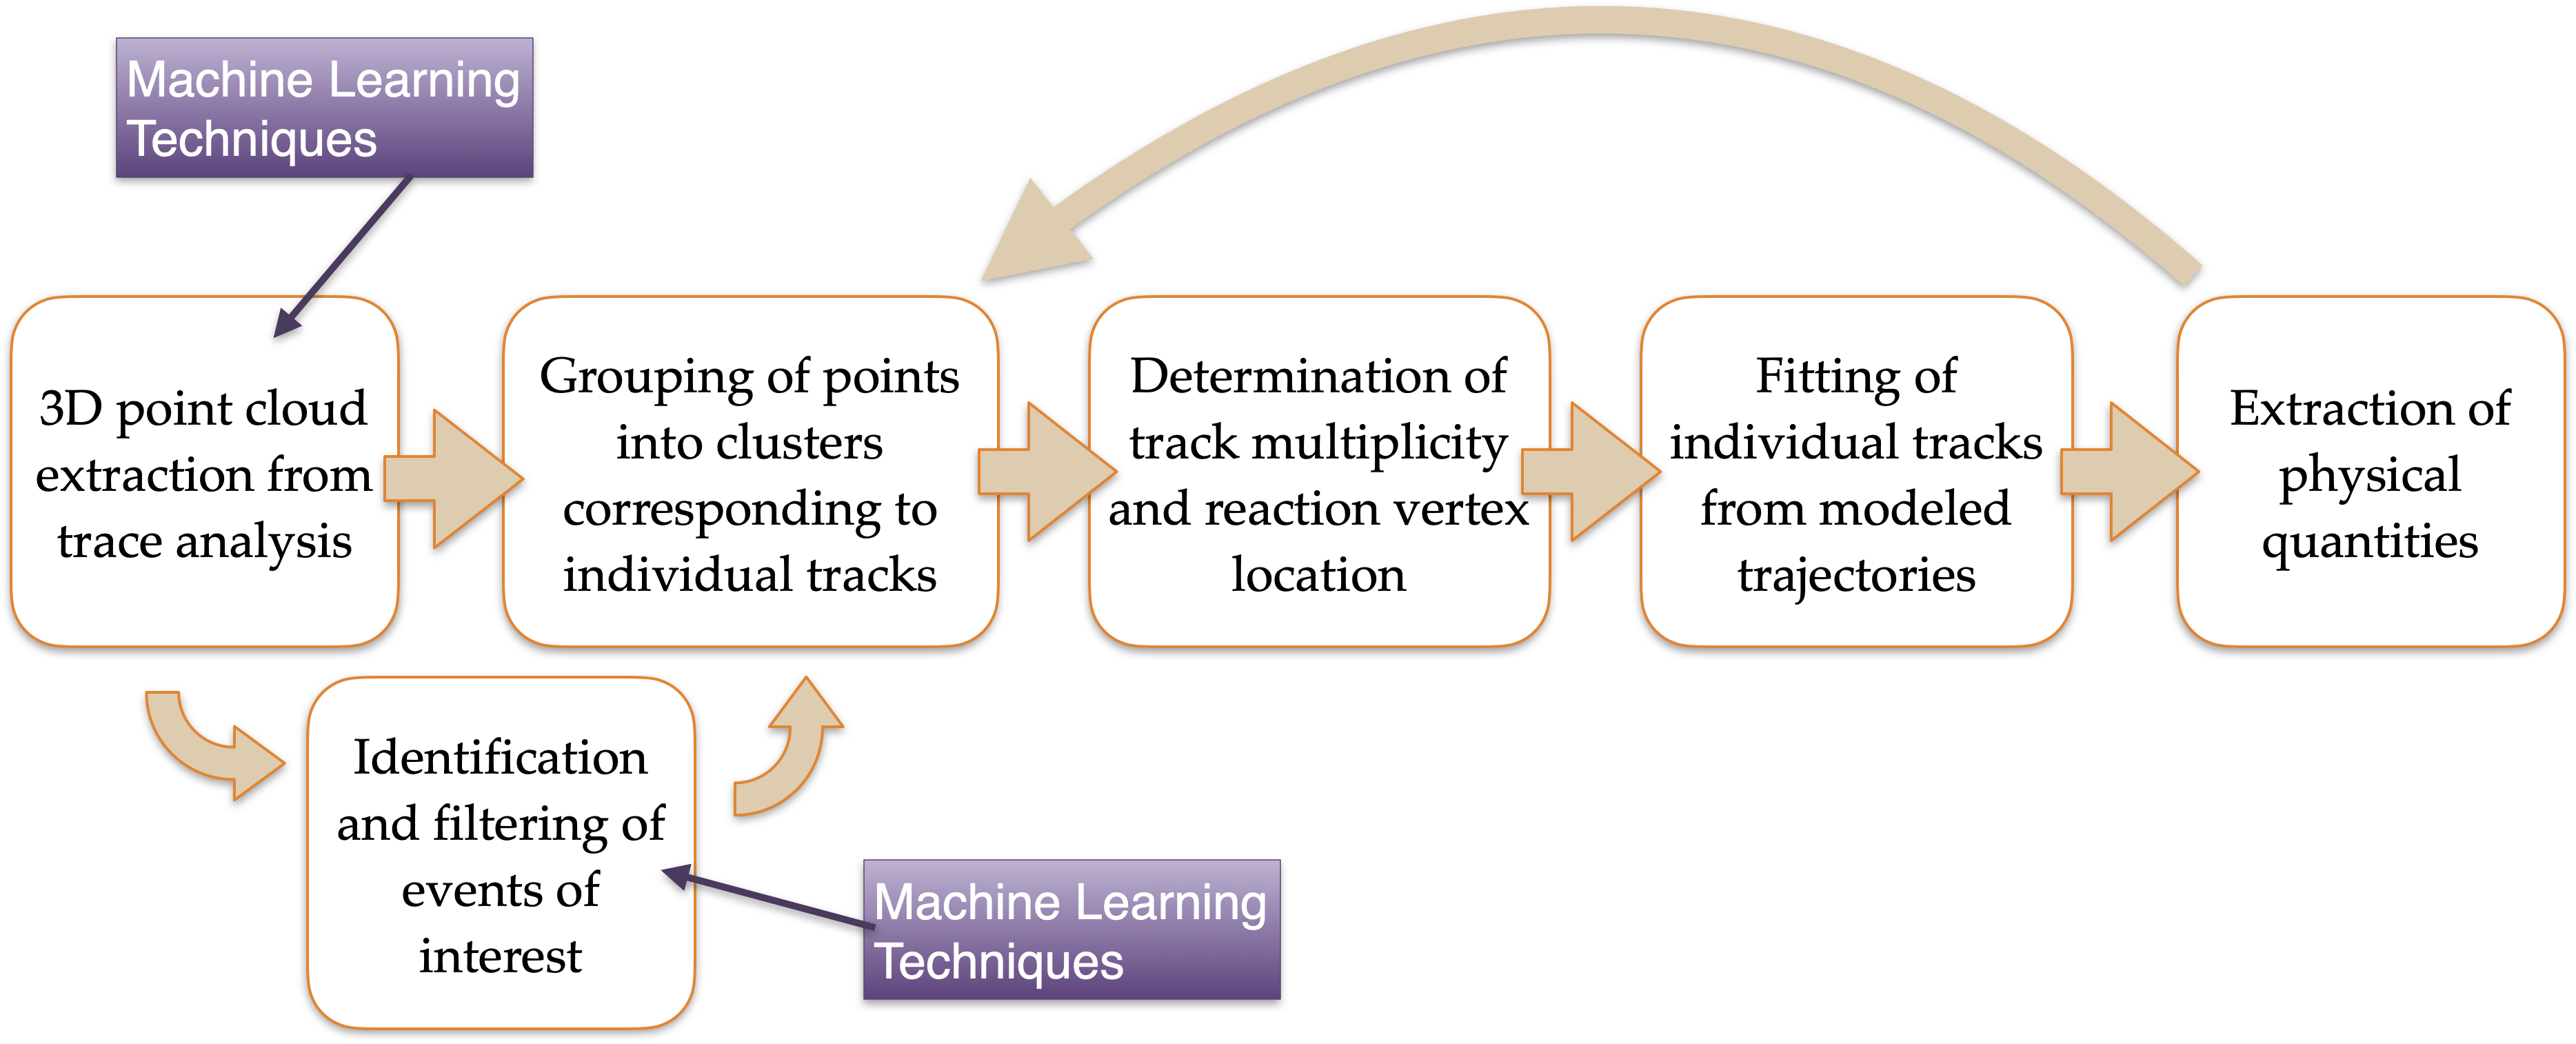 Machine Learning
Techniques
3D point cloud
extraction from
trace analysis
Grouping of points
into clusters
corresponding to
individual tracks
Determination of
track multiplicity
and reaction vertex
location
Fitting of
individual tracks
from modeled
trajectories
Extraction of
physical
quantities
Identification
and filtering of
events of
interest
Machine Learning
Techniques